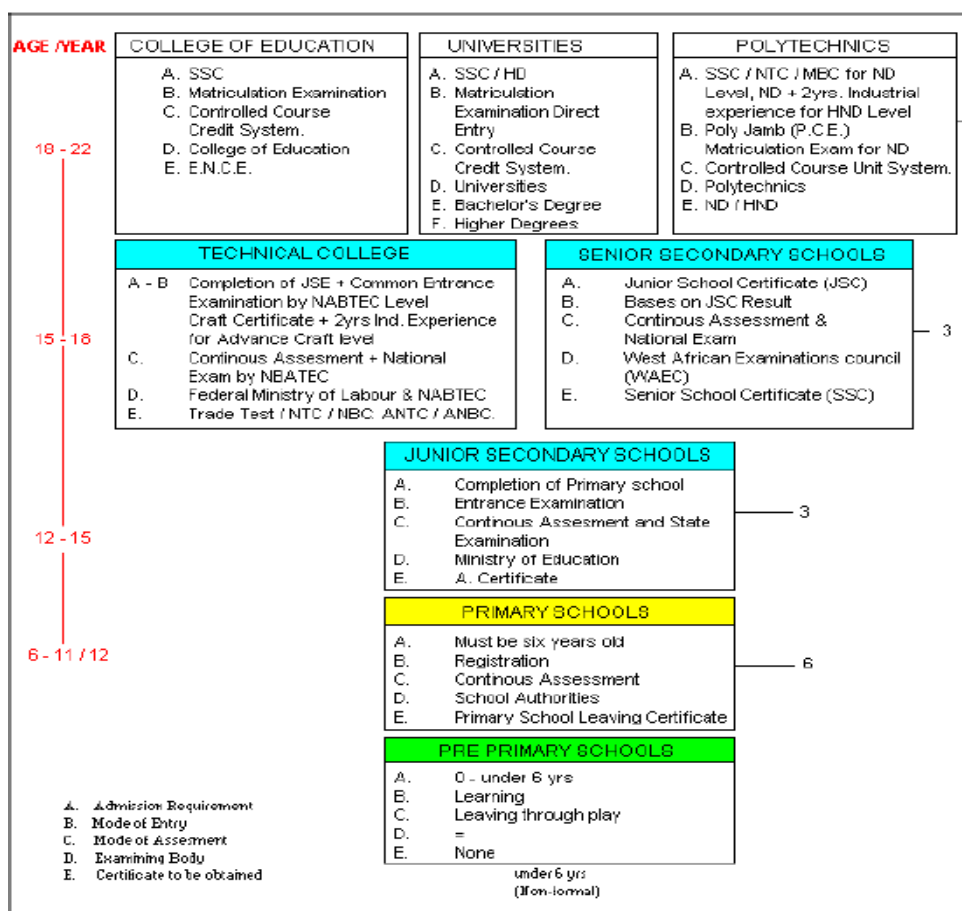 AGE /YEAR
COLLEGE OF EDUCATION
A. SSC
B. Matriculation Examination
C. Controlled Course
Credit System.
D. College of Education
E. E.N.C.E.
UNIVERSITIES
A. SSC / HD
B. Matriculation
Examination Direct
Entry
C. Controlled Course
Credit System.
D. Universities
E. Bachelor's Degree
F. Higher Degrees
POLYTECHNICS
A. SSC / NTC / MBC for ND
Level, ND + 2yrs. Industrial
experience for HND Level
B. Poly Jamb (P.C.E.)
Matriculation Exam for ND
C. Controlled Course Unit System.
D. Polytechnics
E. ND / HND
18 - 22
TECHNICAL COLLEGE
A - B Completion of JSE + Common Entrance
Examination by NABTEC Level
Craft Certificate + 2yrs Ind. Experience
for Advance Craft level
C. Continous Assesment + National
Exam by NBATEC
D. Federal Ministry of Labour & NABTEC
E. Trade Test / NTC / NBC. ANTC / ANBC.
SENIOR SECONDARY SCHOOLS
A. Junior School Certificate (JSC)
B. Bases on JSC Result
C. Continous Assessment &
National Exam
D. West African Examinations council
(WAEC)
E. Senior School Certificate (SSC)
15 - 18
3
JUNIOR SECONDARY SCHOOLS
A. Completion of Primary school
B. Entrance Examination
C. Continous Assesment and State
Examination
D. Ministry of Education
E. A. Certificate
12 - 15
3
PRIMARY SCHOOLS
A. Must be six years old
B. Registration
C. Continous Assessment
D. School Authorities
E. Primary School Leaving Certificate
6 - 11 / 12
6
PRE PRIMARY SCHOOLS
A. 0 - under 6 yrs
B. Learning
C. Leaving through play
D. =
E. None
under 6 yrs
A. Admission Requirement
B. Mode of Entry
C. Mode of Assesment
D. Examining Body
E. Certificate to be obtained